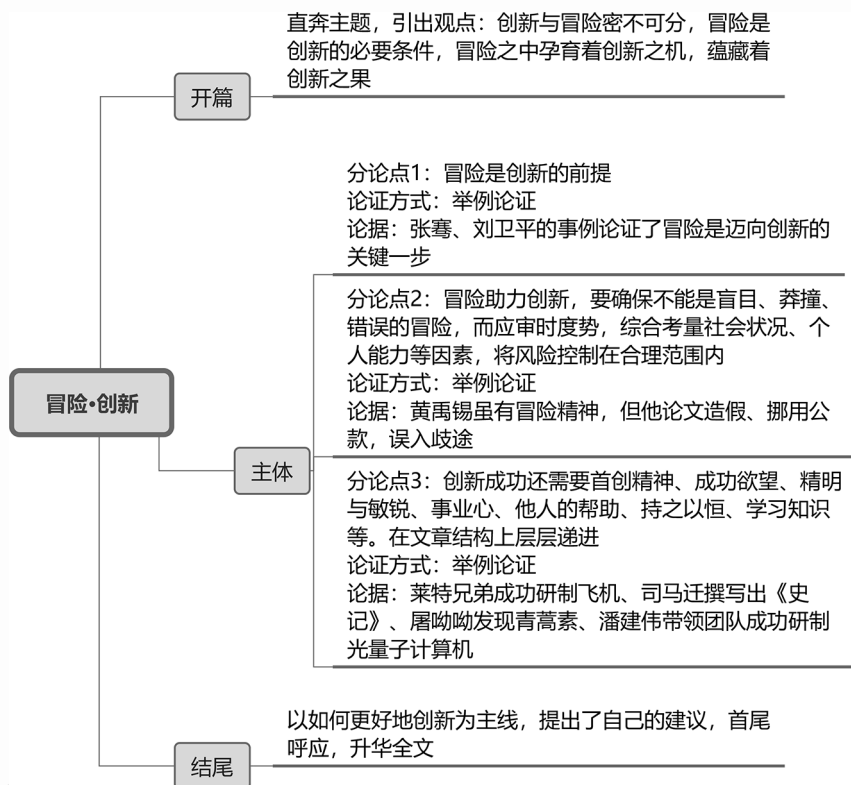 直奔主题，引出观点：创新与冒险密不可分，冒险是
创新的必要条件，冒险之中孕育着创新之机，蕴藏着
创新之果
开篇
分论点1：冒险是创新的前提
论证方式：举例论证
论据：张骞、刘卫平的事例论证了冒险是迈向创新的
关键一步
分论点2：冒险助力创新，要确保不能是盲目、莽撞、
错误的冒险，而应审时度势，综合考量社会状况、个
人能力等因素，将风险控制在合理范围内
论证方式：举例论证
论据：黄禹锡虽有冒险精神，但他论文造假、挪用公
款，误入歧途
冒险·创新
主体
分论点3：创新成功还需要首创精神、成功欲望、精明
与敏锐、事业心、他人的帮助、持之以恒、学习知识
等。在文章结构上层层递进
论证方式：举例论证
论据：莱特兄弟成功研制飞机、司马迁撰写出《史
记》、屠呦呦发现青蒿素、潘建伟带领团队成功研制
光量子计算机
以如何更好地创新为主线，提出了自己的建议，首尾
呼应，升华全文
结尾